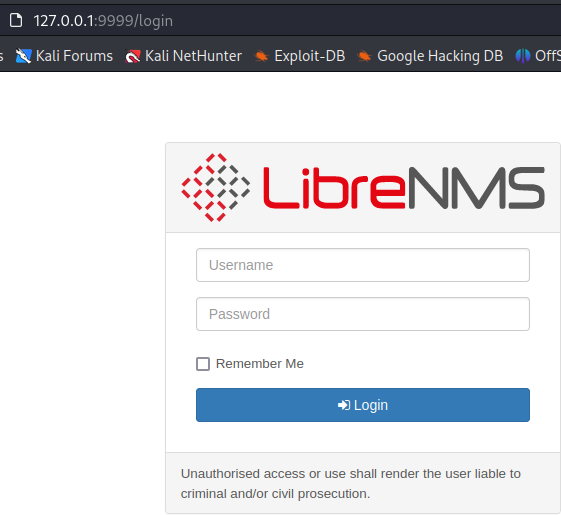 127.0.0.1:9999/login
Kali Forums Kali NetHunter Exploit-DB Google Hacking DB
LibreNMS
Username
Password
Remember Me
Login
Unauthorised access or use shall render the user liable to
criminal and/or civil prosecution.